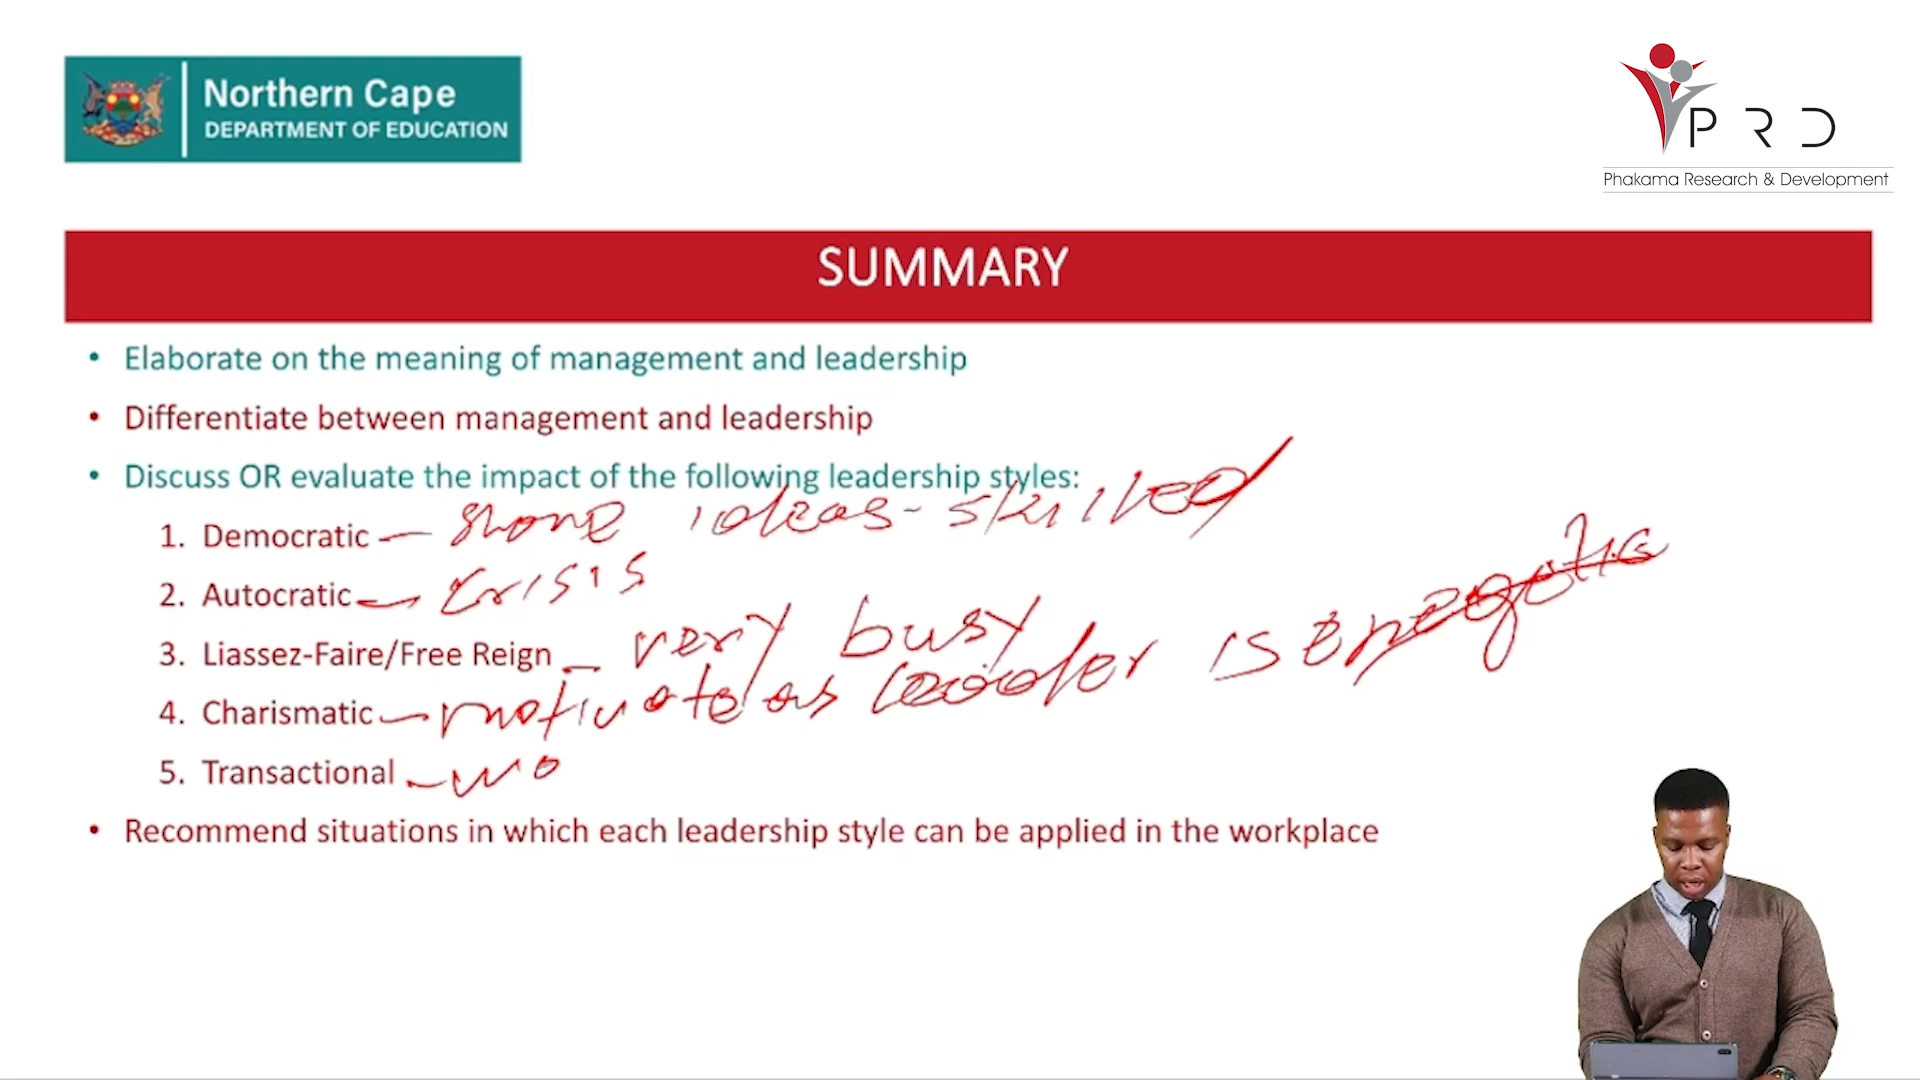 Northern Cape
DEPARTMENT OF EDUCATION
PRD
Phakama Research & Development
SUMMARY
• Elaborate on the meaning of management and leadership
• Differentiate between management and leadership
• Discuss OR evaluate the impact of the following leadership styles:
1. Democratic — share ideas - skilled
2. Autocratic — crisis
3. Liassez-Faire/Free Reign — very busy
4. Charismatic — motivate as leader is
5. Transactional —
• Recommend situations in which each leadership style can be applied in the workplace